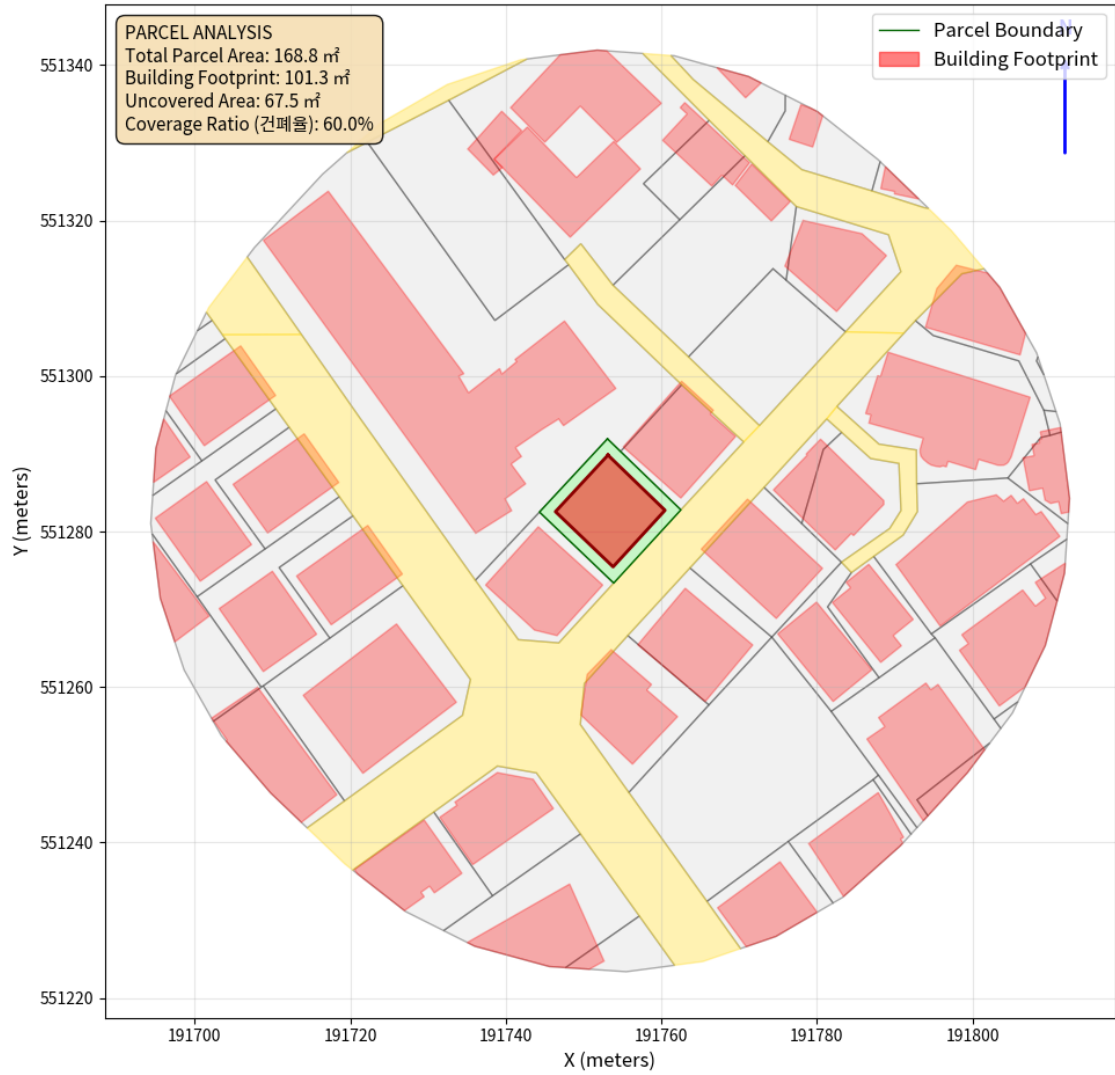 PARCEL ANALYSIS
Total Parcel Area: 168.8 ㎡
Building Footprint: 101.3 ㎡
Uncovered Area: 67.5 ㎡
Coverage Ratio (건폐율): 60.0%
N
Parcel Boundary
Building Footprint
551340
551320
551300
551280
551260
551240
551220
Y (meters)
191700
191720
191740
191760
191780
191800
X (meters)